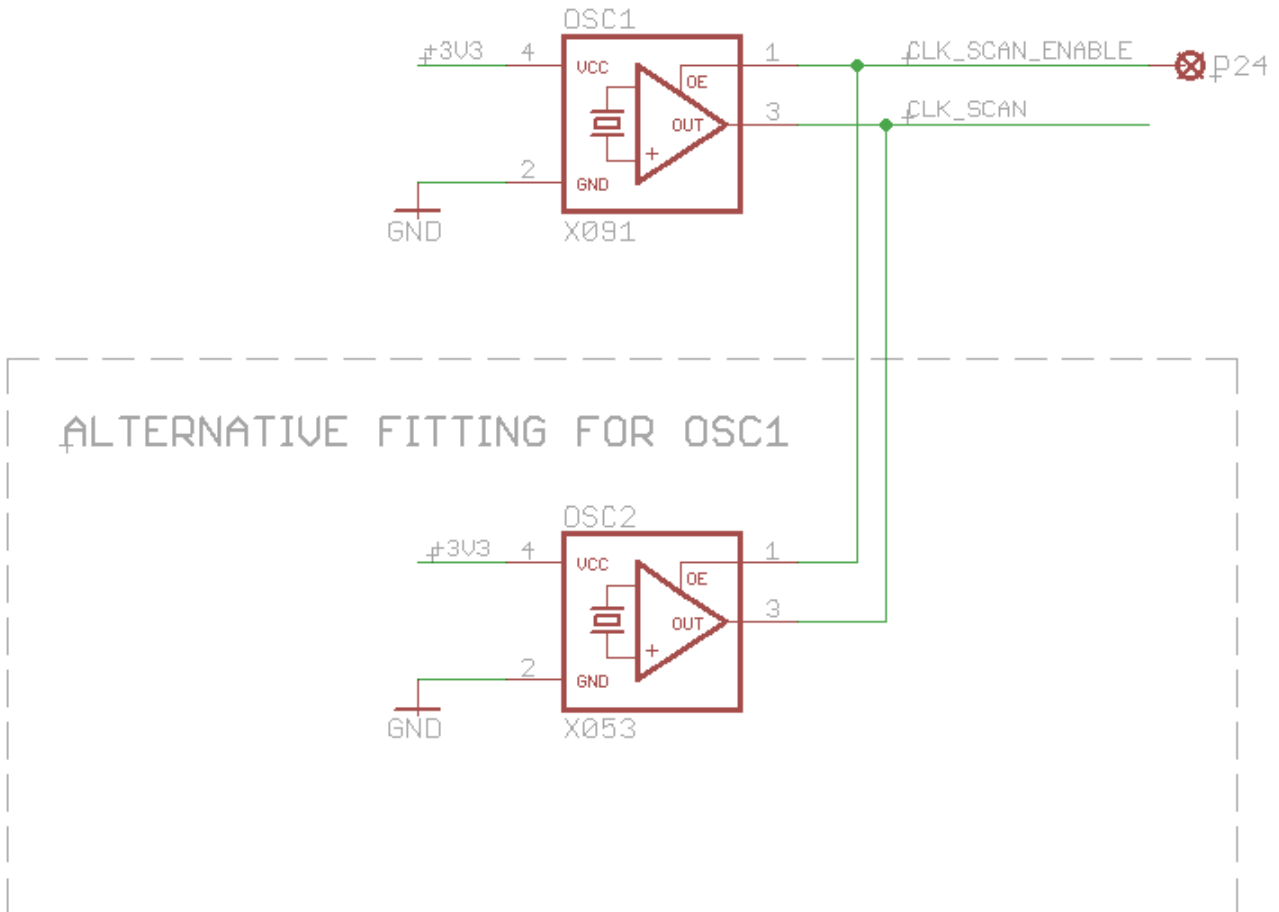 OSC1
+3V3 4
VCC
1
OE
CLK_SCAN_ENABLE
P24
OUT
3
CLK_SCAN
+
2
GND
GND
X091
ALTERNATIVE FITTING FOR OSC1
OSC2
+3V3 4
VCC
1
OE
OUT
3
+
2
GND
GND
X053